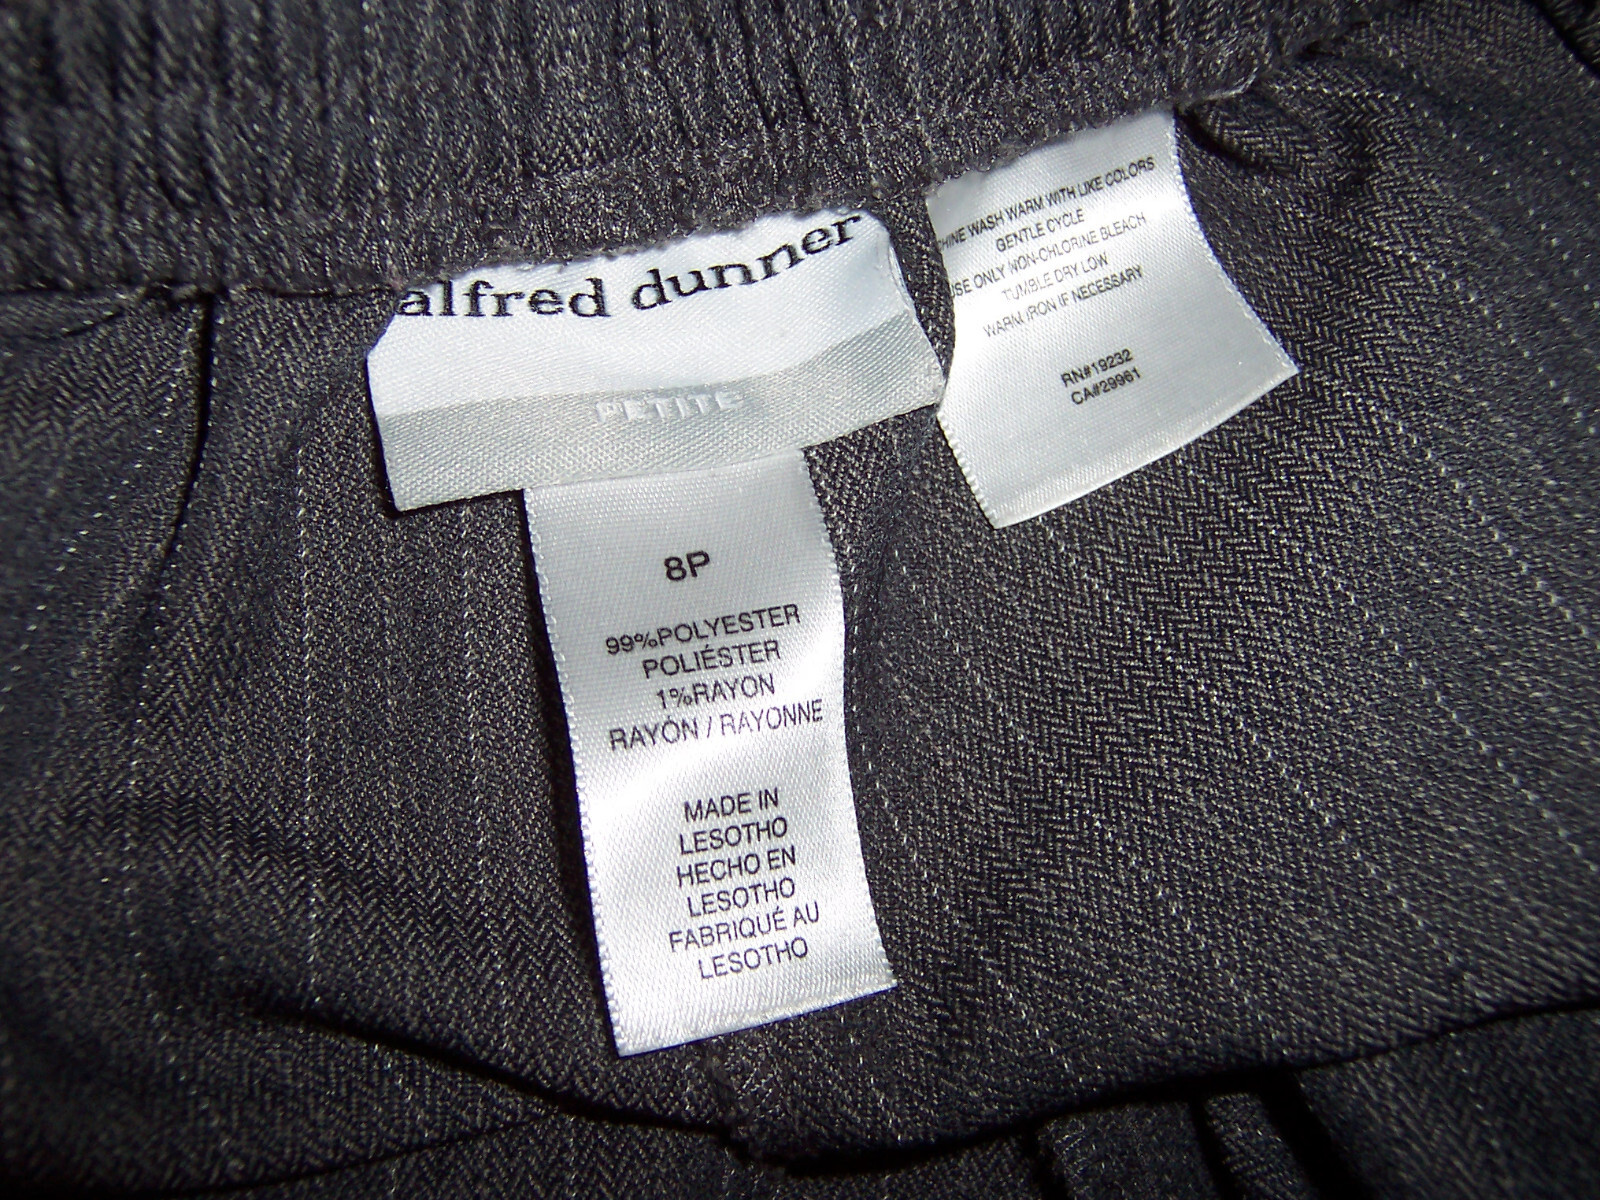 alfred dunner
PETITE
8P
99%POLYESTER
POLIÉSTER
1%RAYON
RAYÓN / RAYONNE
MADE IN
LESOTHO
HECHO EN
LESOTHO
FABRIQUÉ AU
LESOTHO
HINE WASH WARM WITH LIKE COLORS
GENTLE CYCLE
USE ONLY NON-CHLORINE BLEACH
TUMBLE DRY LOW
WARM IRON IF NECESSARY
RN#19232
CA#29961